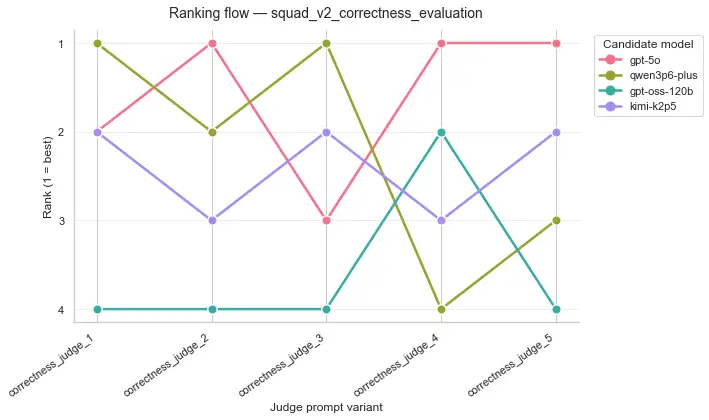 Ranking flow — squad_v2_correctness_evaluation
Candidate model
gpt-5o
qwen3p6-plus
gpt-oss-120b
kimi-k2p5
Rank (1 = best)
1
2
3
4
correctness_judge_1
correctness_judge_2
correctness_judge_3
correctness_judge_4
correctness_judge_5
Judge prompt variant